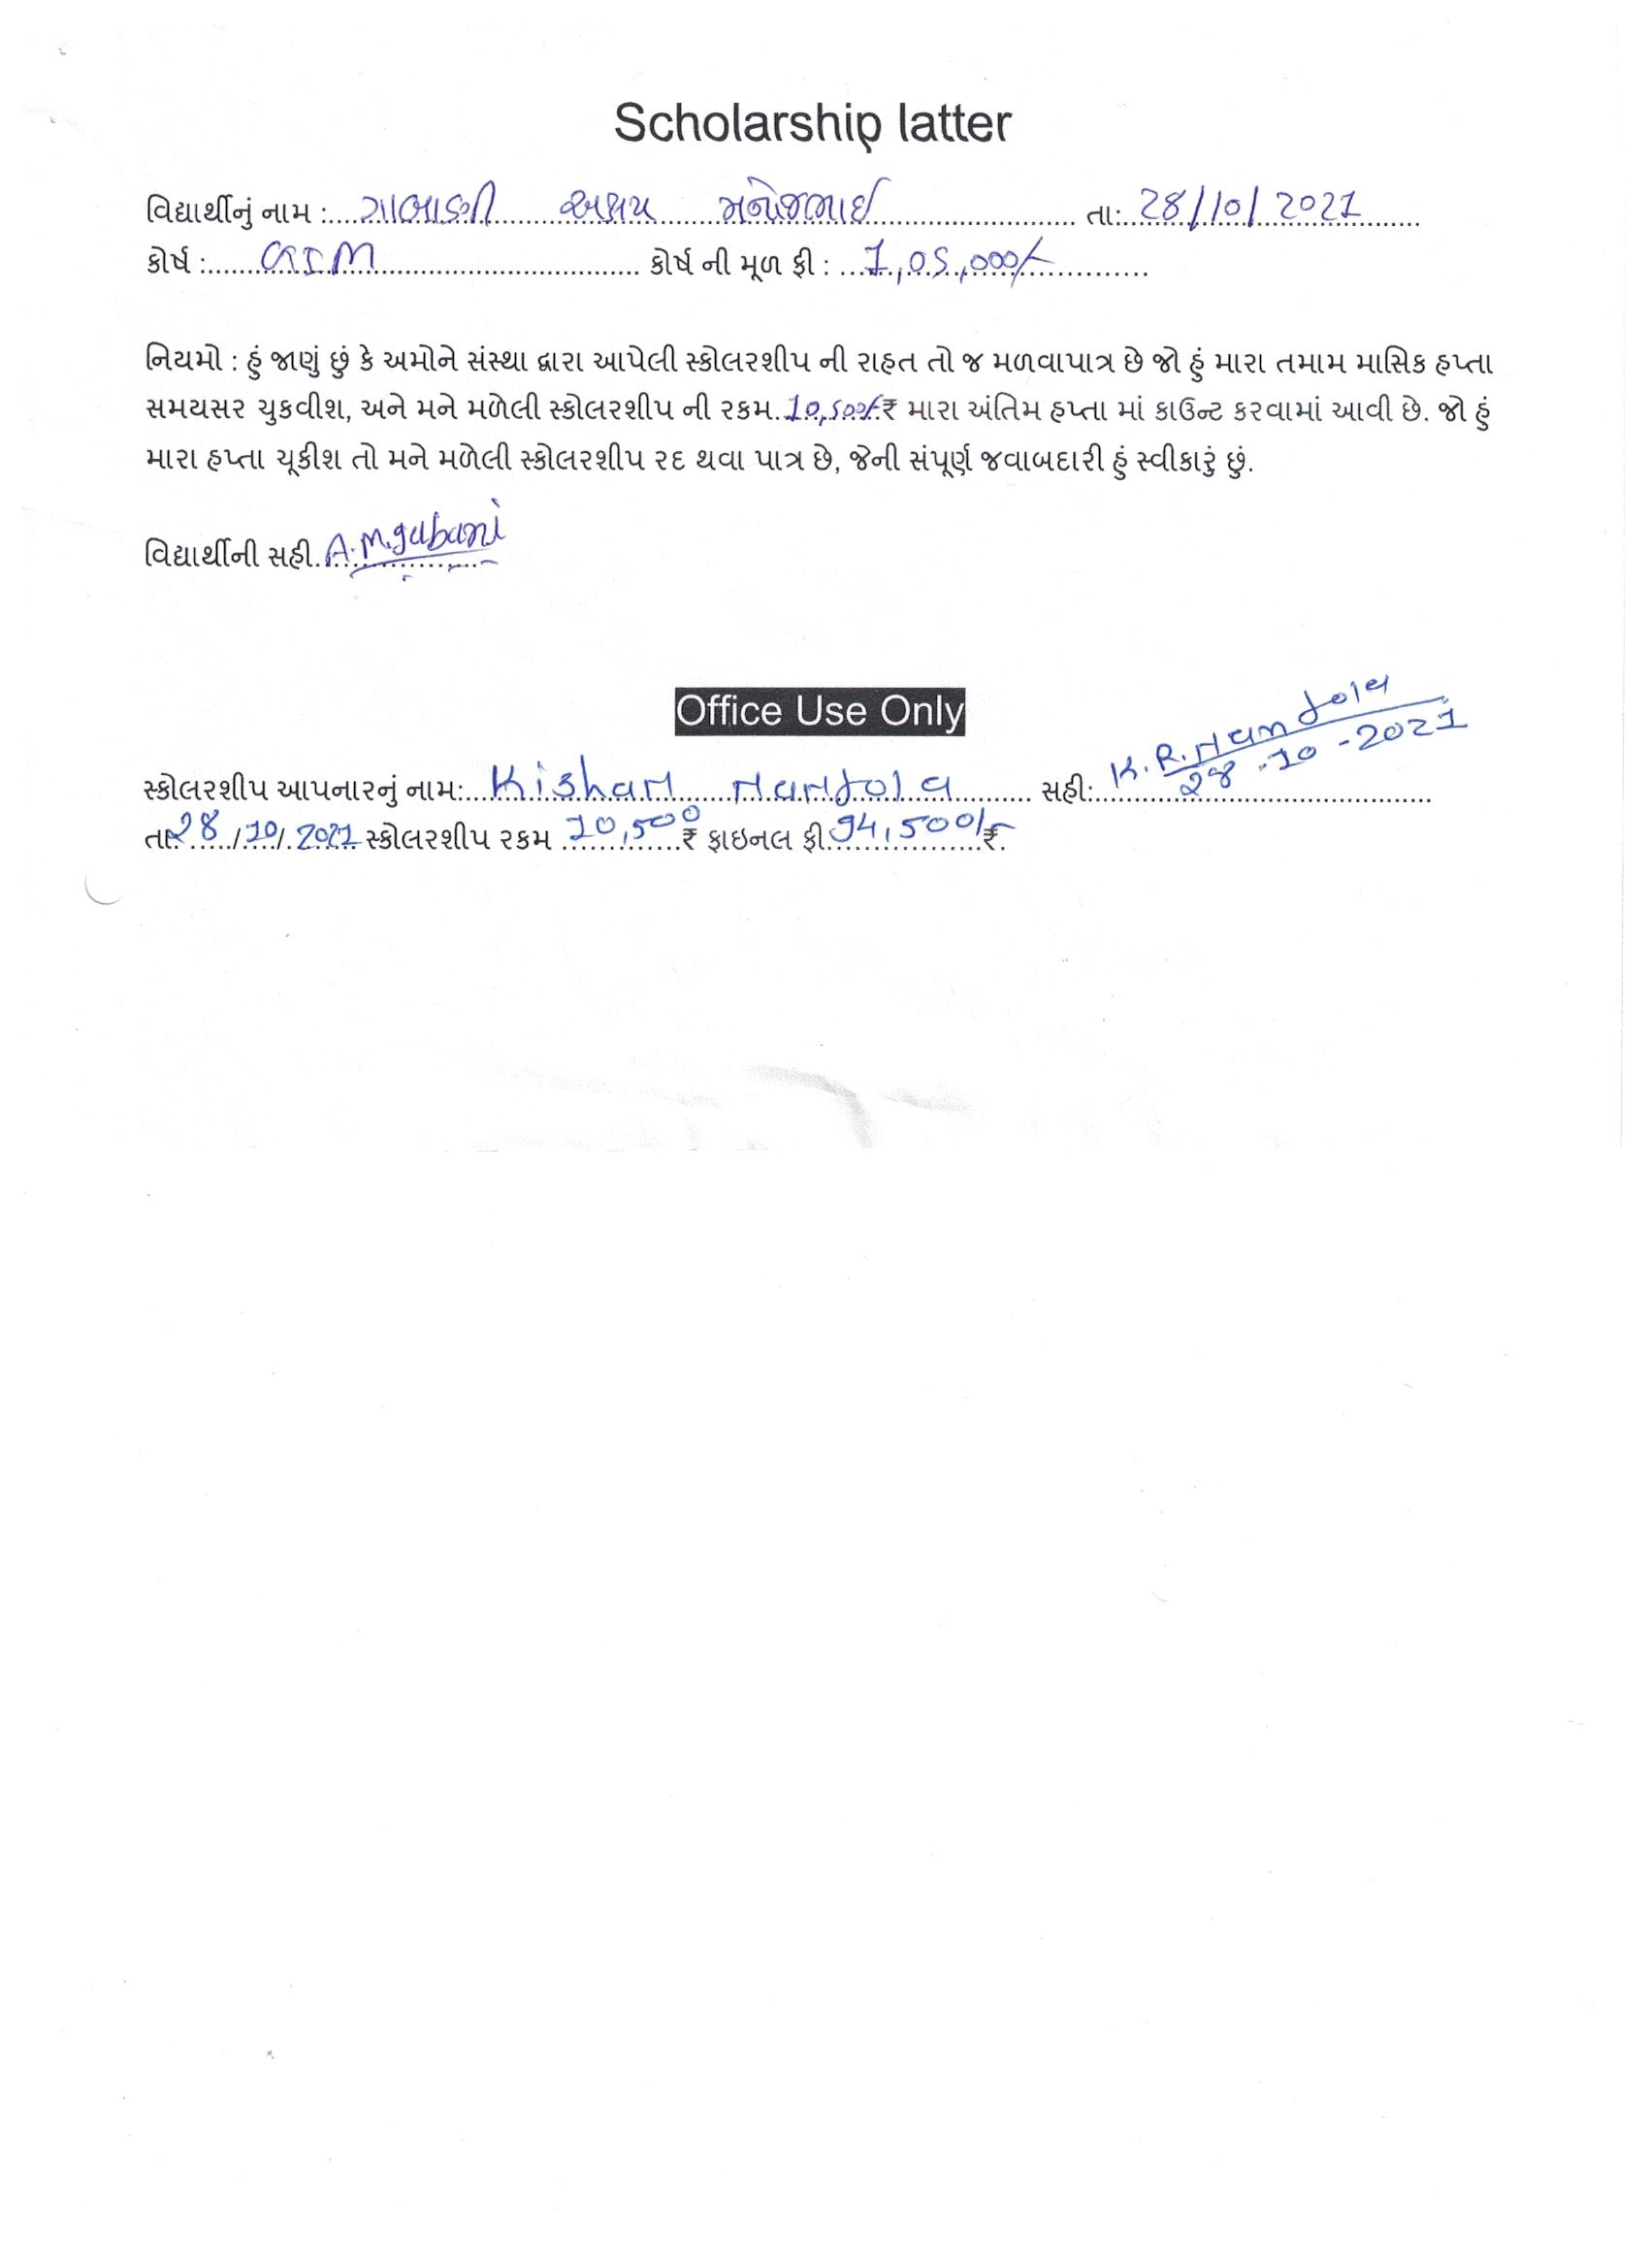 Scholarship latter
વિદ્યાર્થીનું નામ : ગાબાણી અક્ષય મનોજભાઈ તા: 28/10/2021
કોર્ષ : કોર્ષ ની મૂળ ફી : 1,05,000/-
નિયમો : હું જાણું છું કે અમોને સંસ્થા દ્વારા આપેલી સ્કોલરશીપ ની રાહત તો જ મળવાપાત્ર છે જો હું મારા તમામ માસિક હપ્તા
સમયસર ચુકવીશ, અને મને મળેલી સ્કોલરશીપ ની રકમ 10,500/- ₹ મારા અંતિમ હપ્તા માં કાઉન્ટ કરવામાં આવી છે. જો હું
મારા હપ્તા ચૂકીશ તો મને મળેલી સ્કોલરશીપ રદ થવા પાત્ર છે, જેની સંપૂર્ણ જવાબદારી હું સ્વીકારું છું.
વિદ્યાર્થીની સહી. A.M.gabani
Office Use Only
સ્કોલરશીપ આપનારનું નામ: Kishan Nanjola સહી: K.R.Nanjola
28-10-2021
તા: 28/10/2021 સ્કોલરશીપ રકમ 10,500 ₹ ફાઇનલ ફી 94,500/- ₹.